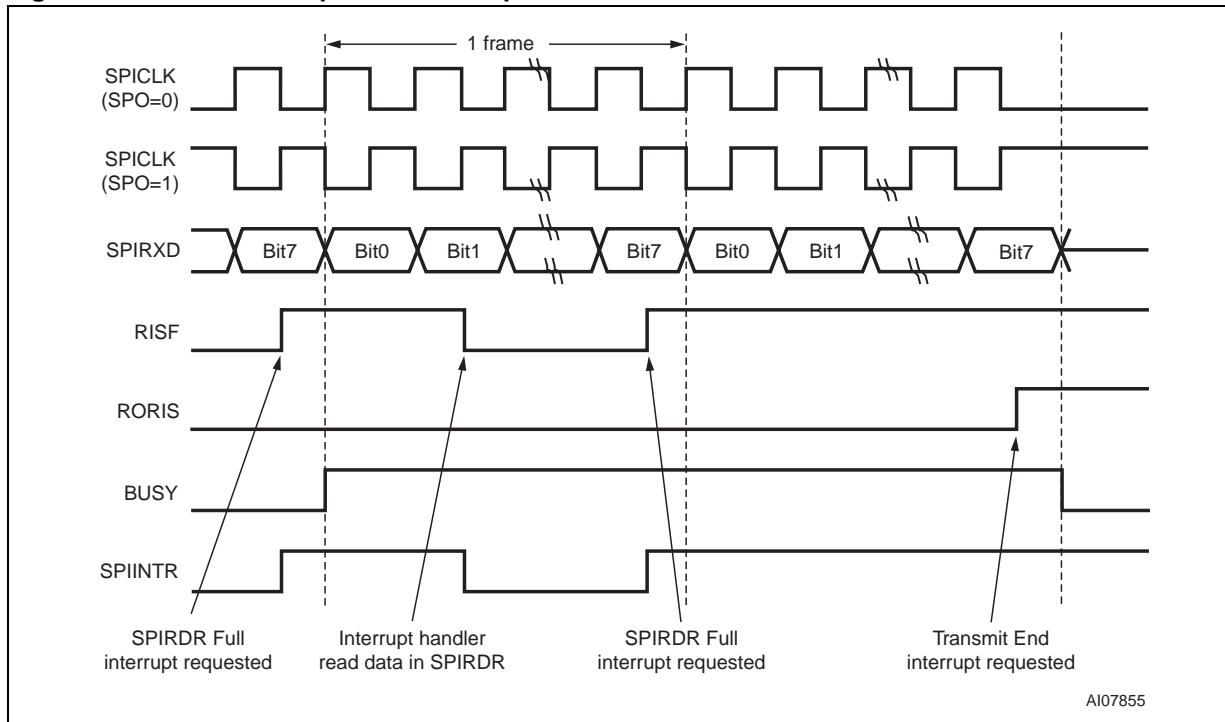 1 frame
SPICLK
(SPO=0)
SPICLK
(SPO=1)
SPIRXD
Bit7 Bit0 Bit1 Bit7 Bit0 Bit1 Bit7
RISF
RORIS
BUSY
SPIINTR
SPIRDR Full
interrupt requested
Interrupt handler
read data in SPIRDR
SPIRDR Full
interrupt requested
Transmit End
interrupt requested
AI07855